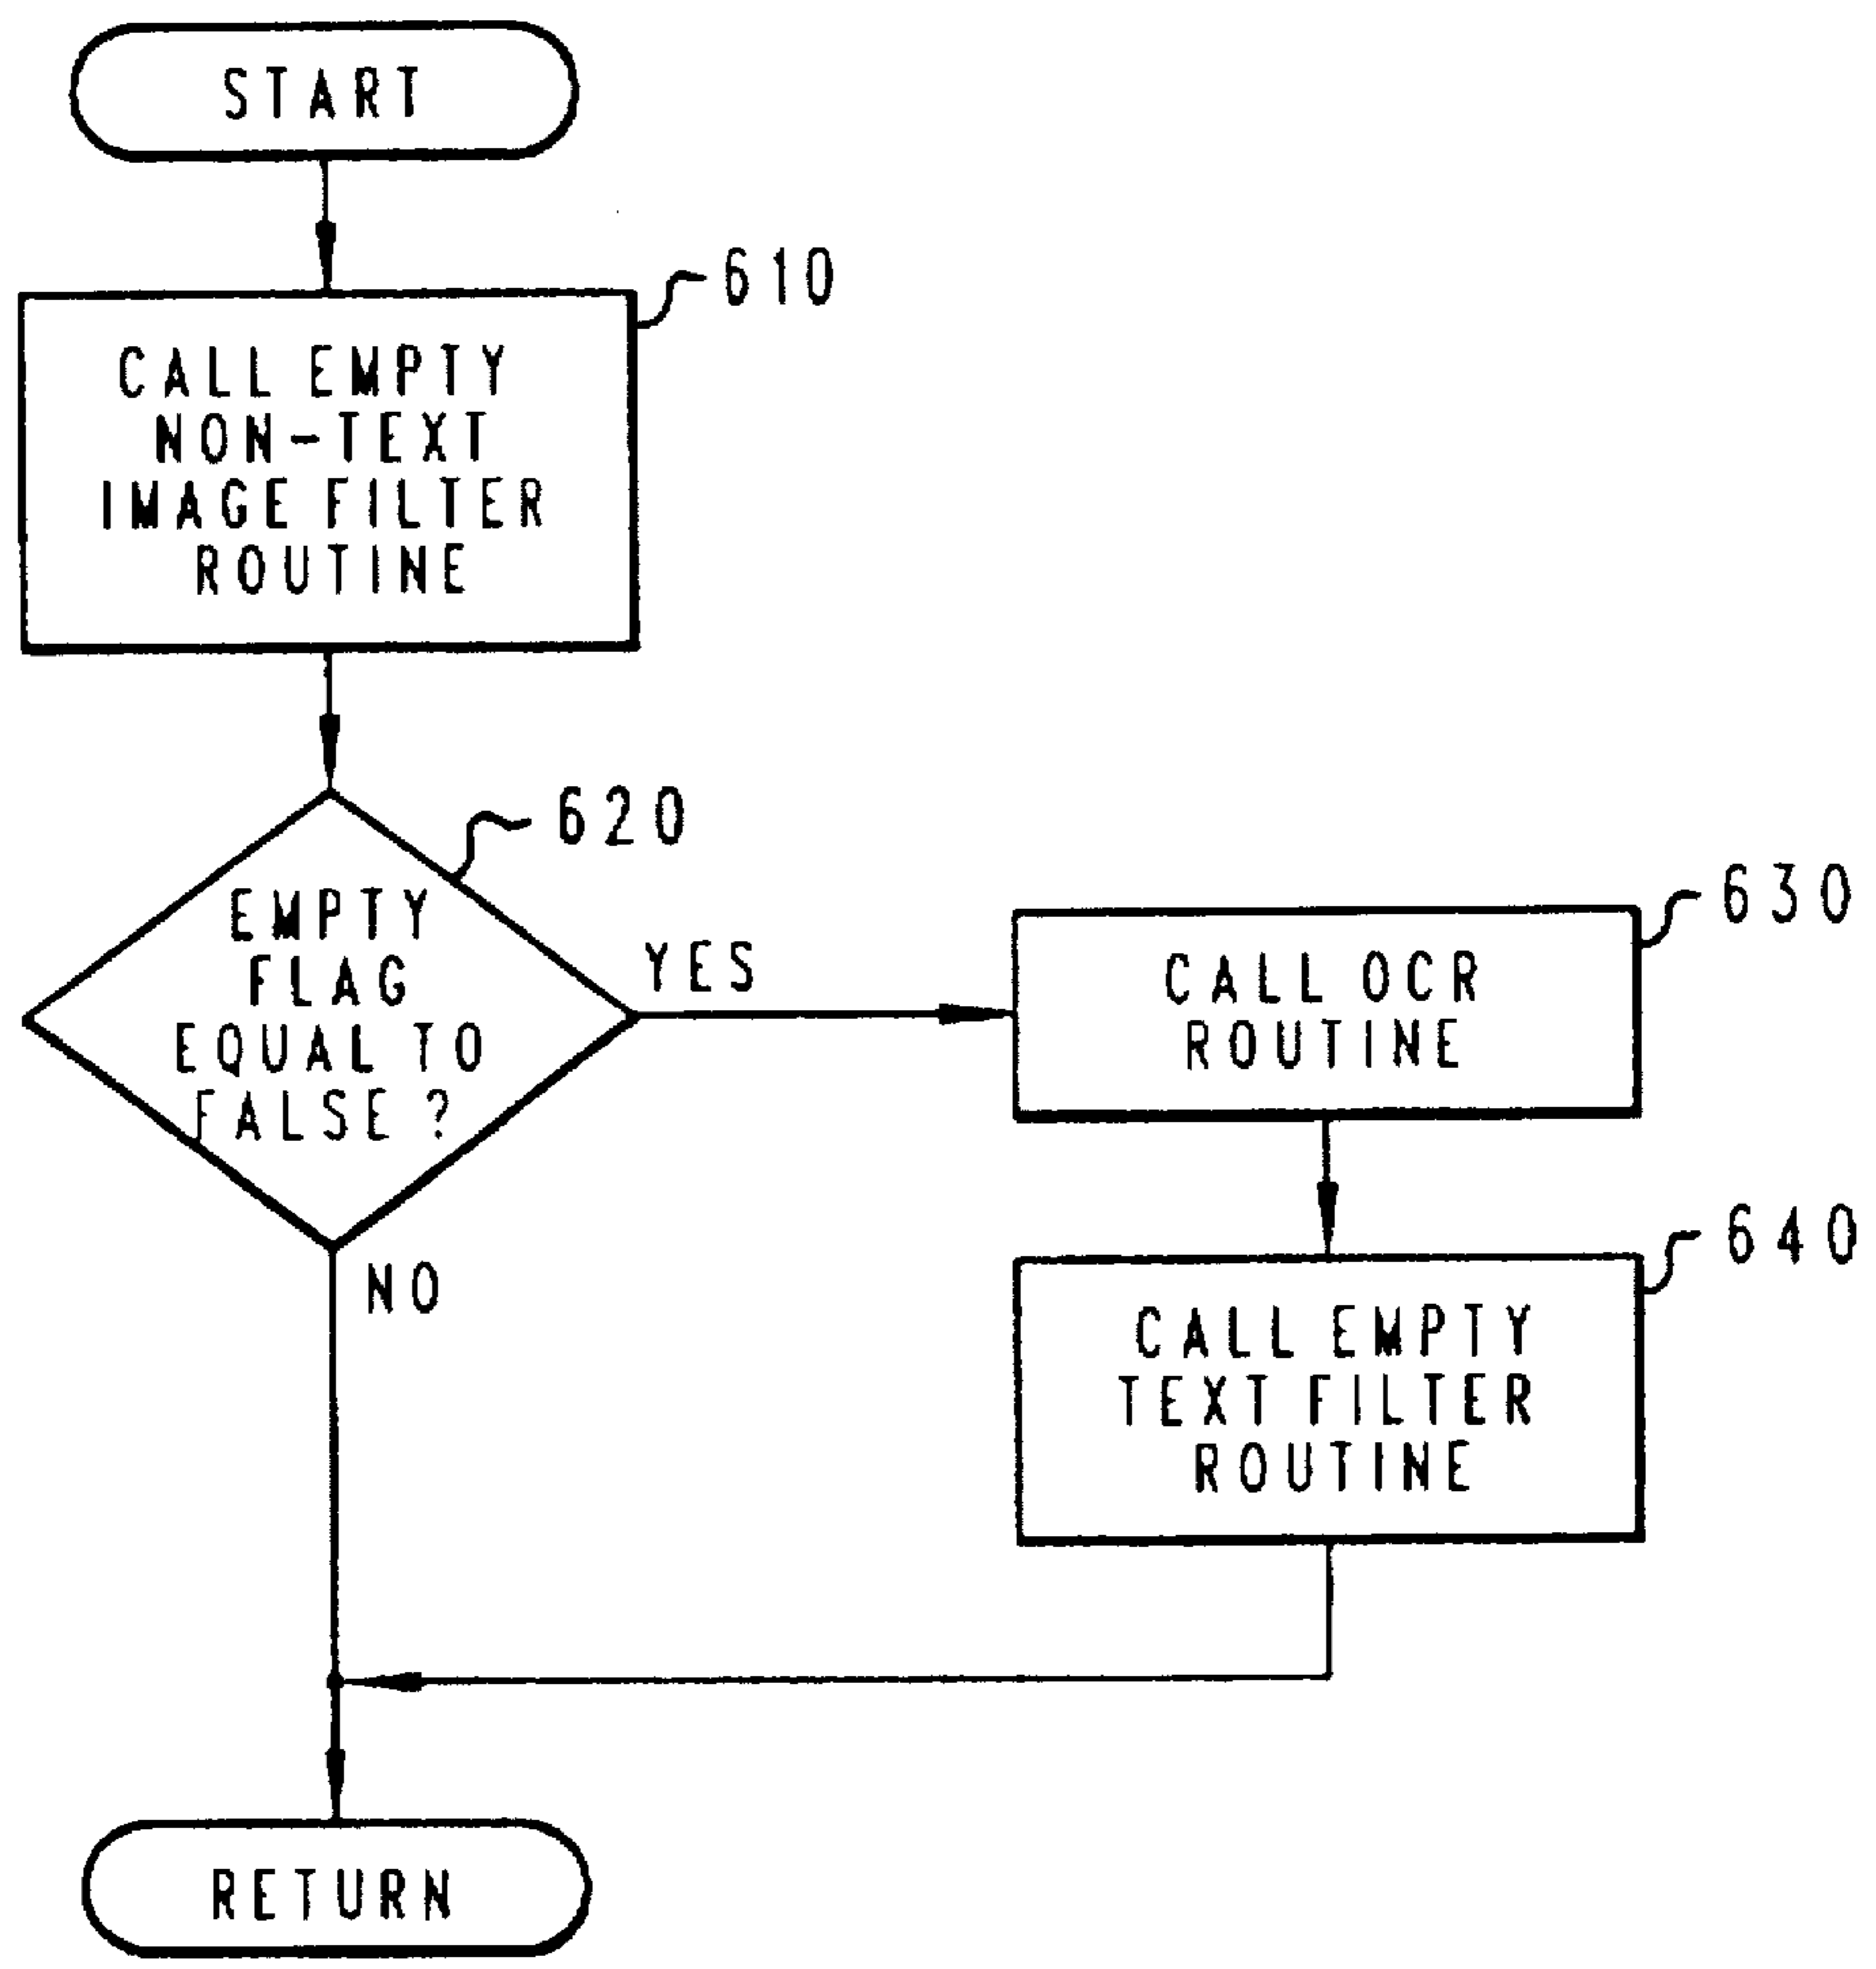 START
610
CALL EMPTY
NON-TEXT
IMAGE FILTER
ROUTINE
620
EMPTY
FLAG
EQUAL TO
FALSE ?
YES
NO
630
CALL OCR
ROUTINE
640
CALL EMPTY
TEXT FILTER
ROUTINE
RETURN